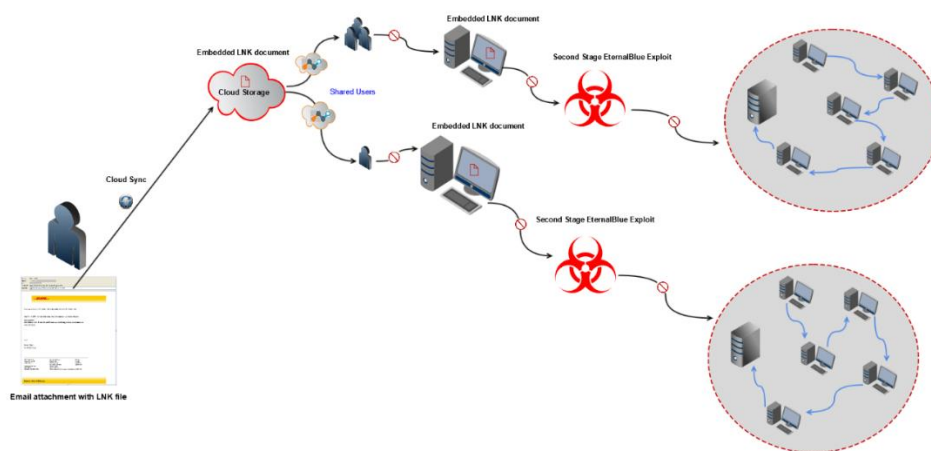 Embedded LNK document
Embedded LNK document
Second Stage EternalBlue Exploit
Cloud Storage
Shared Users
Embedded LNK document
Cloud Sync
Second Stage EternalBlue Exploit
Email attachment with LNK file